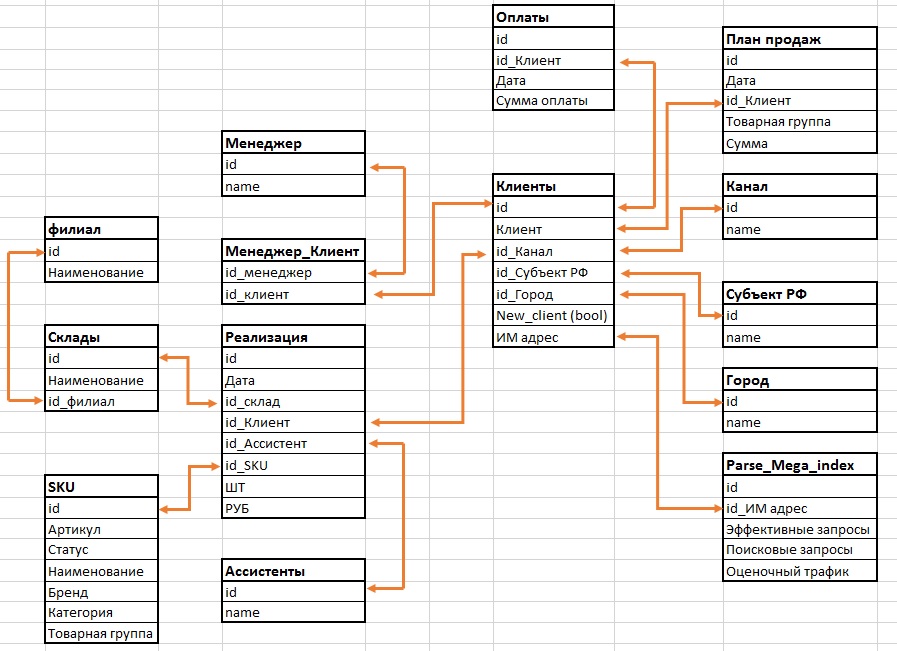 Оплаты
id
id_Клиент
Дата
Сумма оплаты
План продаж
id
Дата
id_Клиент
Товарная группа
Сумма
Менеджер
id
name
Клиенты
id
Клиент
id_Канал
id_Субъект РФ
id_Город
New_client (bool)
ИМ адрес
Канал
id
name
филиал
id
Наименование
Менеджер_Клиент
id_менеджер
id_клиент
Субъект РФ
id
name
Склады
id
Наименование
id_филиал
Реализация
id
Дата
id_склад
id_Клиент
id_Ассистент
id_SKU
ШТ
РУБ
Город
id
name
Parse_Mega_index
id
id_ИМ адрес
Эффективные запросы
Поисковые запросы
Оценочный трафик
SKU
id
Артикул
Статус
Наименование
Бренд
Категория
Товарная группа
Ассистенты
id
name